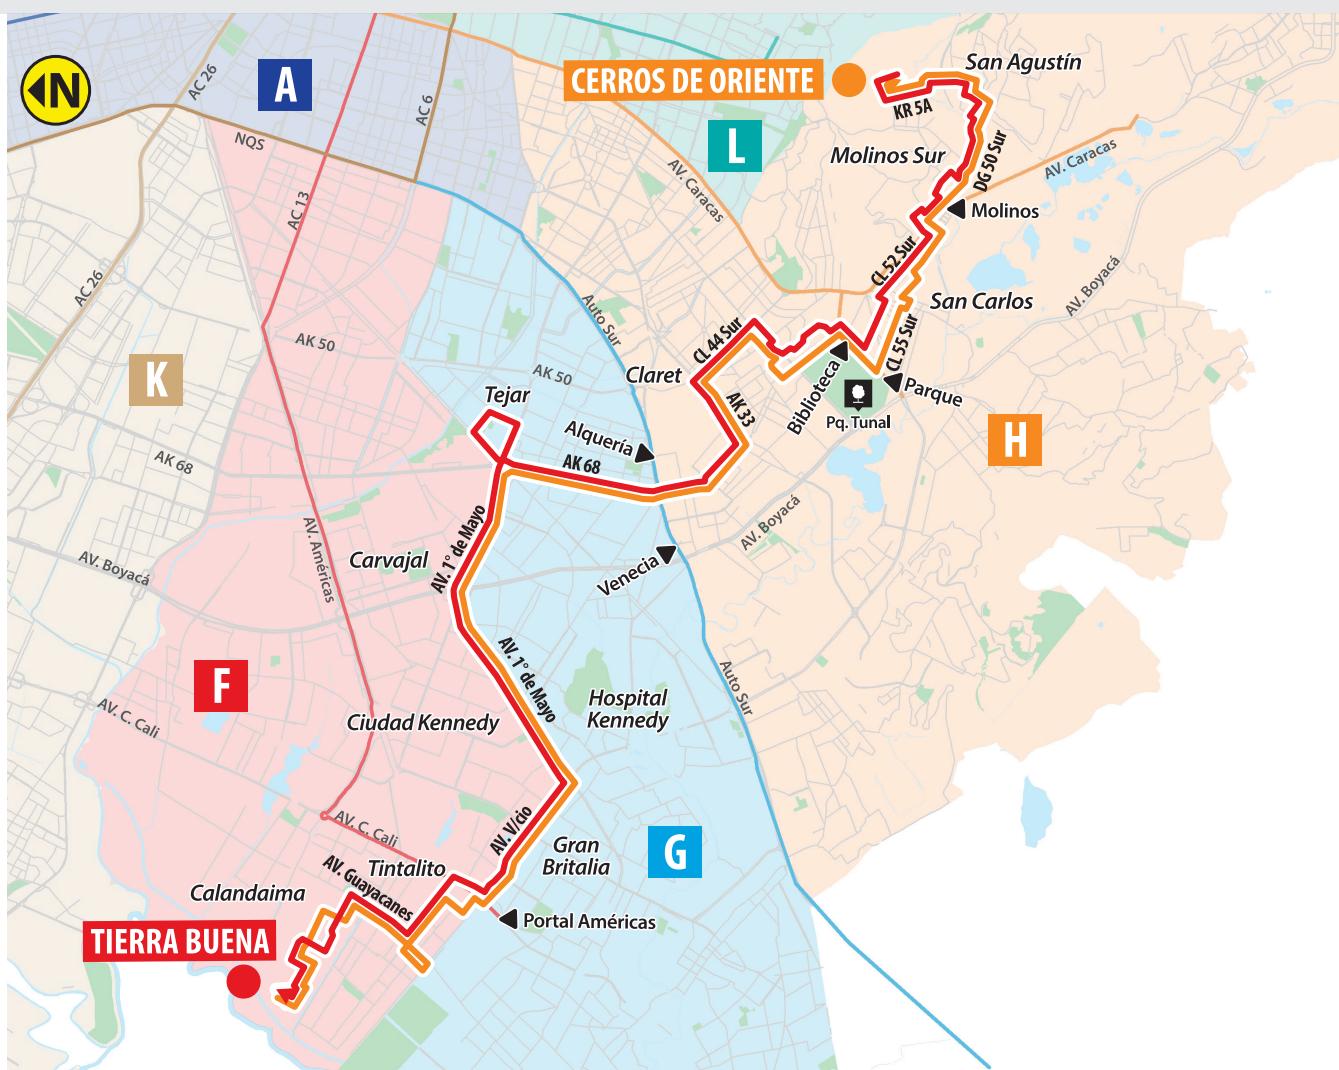 N
A
AC 26
AC 6
NQS
AC 13
AC 26
CERROS DE ORIENTE
San Agustín
KR 5A
L
Molinos Sur
AV. Caracas
AV. Caracas
DG 50 Sur
Molinos
CL 52 Sur
San Carlos
AV. Boyacá
Auto Sur
AK 50
K
AK 50
CL 44 Sur
Claret
CL 55 Sur
Tejar
Biblioteca
Parque
Pq. Tunal
AK 33
Alquería
H
AK 68
AK 68
AV. Américas
AV. 1° de Mayo
AV. Boyacá
Carvajal
AV. Boyacá
Venecia
F
AV. 1° de Mayo
Auto Sur
Hospital
Kennedy
AV. C. Cali
Ciudad Kennedy
AV. C. Cali
AV. V/cio
Gran
Britalia
G
Tintalito
AV. Guayacanes
Calandaima
Portal Américas
TIERRA BUENA